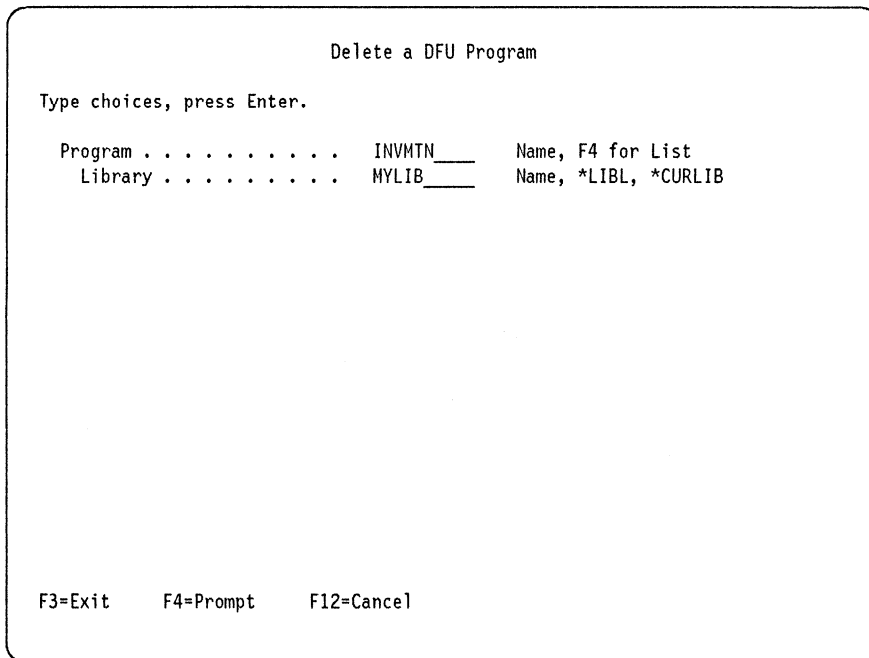 Delete a DFU Program
Type choices, press Enter.
Program . . . . . . . . . . INVMTN____ Name, F4 for List
Library . . . . . . . . . MYLIB_____ Name, *LIBL, *CURLIB
F3=Exit F4=Prompt F12=Cancel